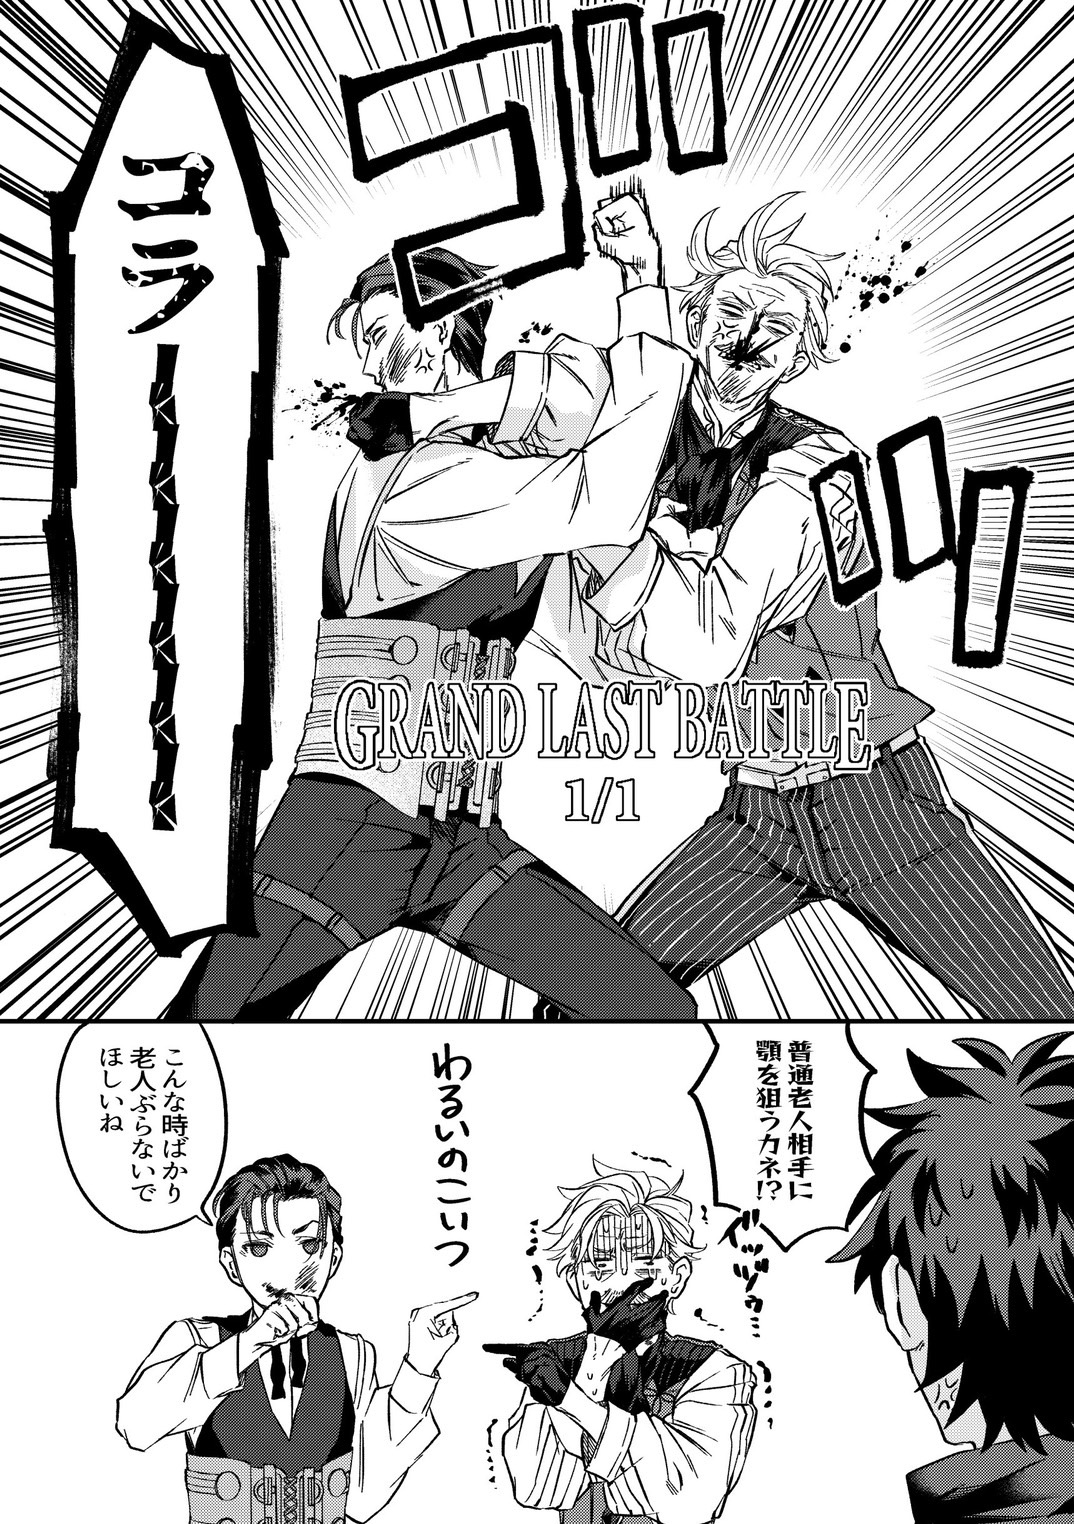 ゴッ
ガッ
コラーーーーーーー
GRAND LAST BATTLE
1/1
普通老人相手に
顎を狙うカネ!?
ｲﾞｯﾂﾞｩ…
わるいのこいつ
こんな時ばかり
老人ぶらないで
ほしいね